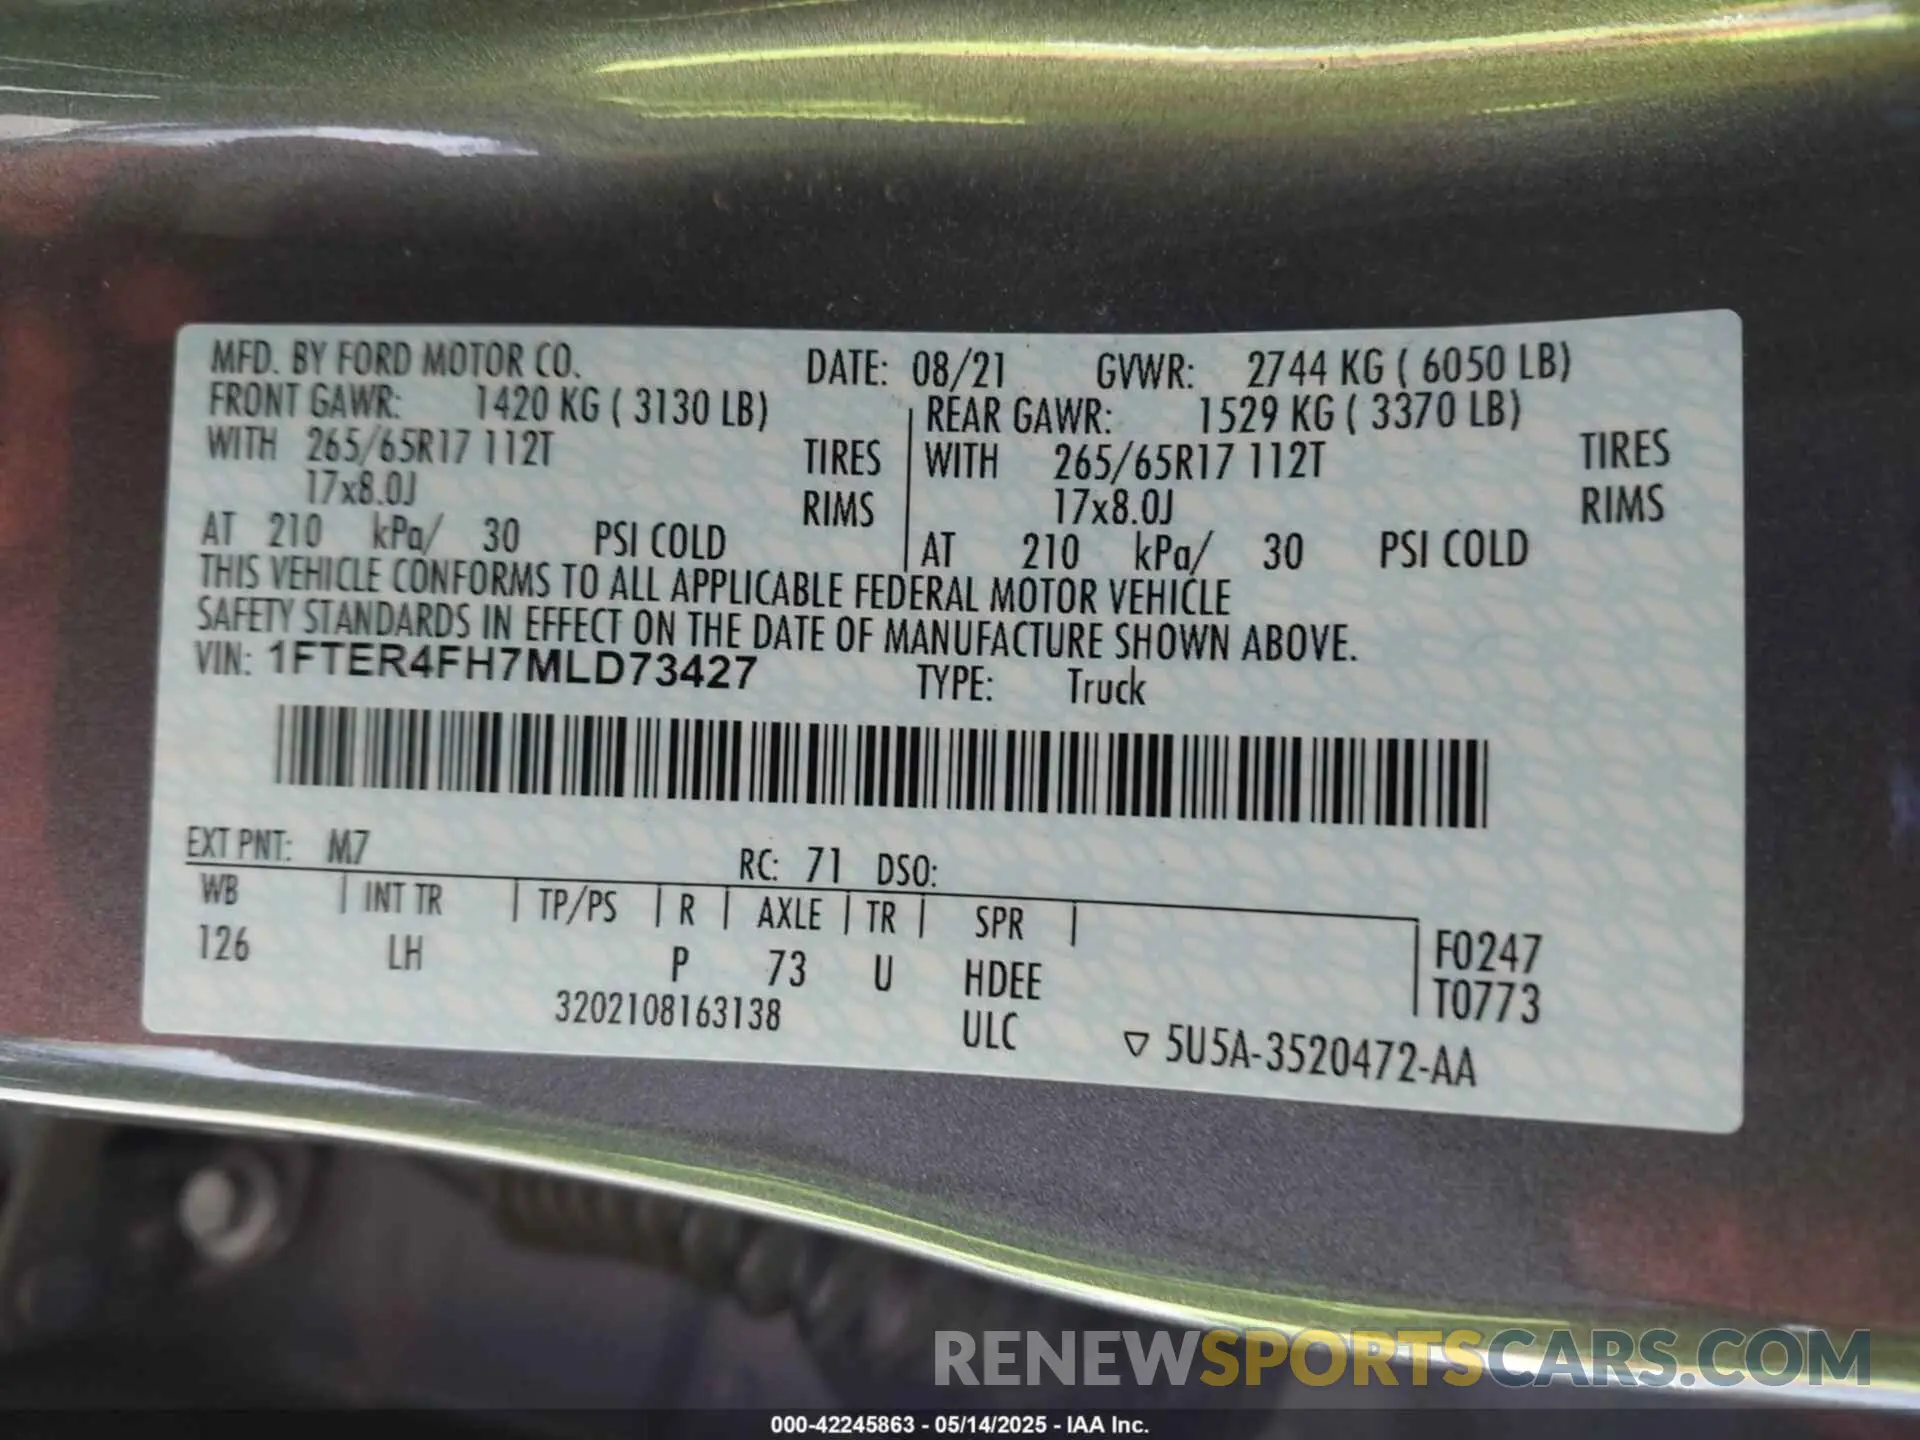 MFD. BY FORD MOTOR CO. DATE: 08/21 GVWR: 2744 KG ( 6050 LB)
FRONT GAWR: 1420 KG ( 3130 LB) REAR GAWR: 1529 KG ( 3370 LB)
WITH 265/65R17 112T TIRES WITH 265/65R17 112T TIRES
17x8.0J RIMS 17x8.0J RIMS
AT 210 kPa/ 30 PSI COLD AT 210 kPa/ 30 PSI COLD
THIS VEHICLE CONFORMS TO ALL APPLICABLE FEDERAL MOTOR VEHICLE
SAFETY STANDARDS IN EFFECT ON THE DATE OF MANUFACTURE SHOWN ABOVE.
VIN: 1FTER4FH7MLD73427 TYPE: Truck
EXT PNT: M7 RC: 71 DSO:
WB INT TR TP/PS R AXLE TR SPR
126 LH P 73 U HDEE F0247
3202108163138 ULC T0773
▽ 5U5A-3520472-AA
RENEWSPORTSCARS.COM
000-42245863 - 05/14/2025 - IAA Inc.